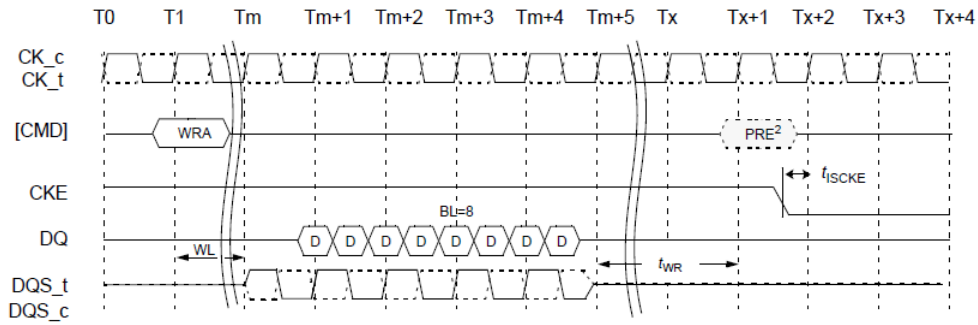 T0 T1 Tm Tm+1 Tm+2 Tm+3 Tm+4 Tm+5 Tx Tx+1 Tx+2 Tx+3 Tx+4
CK_c
CK_t
[CMD] WRA PRE²
CKE tISCKE
BL=8
DQ D D D D D D D D
WL tWR
DQS_t
DQS_c